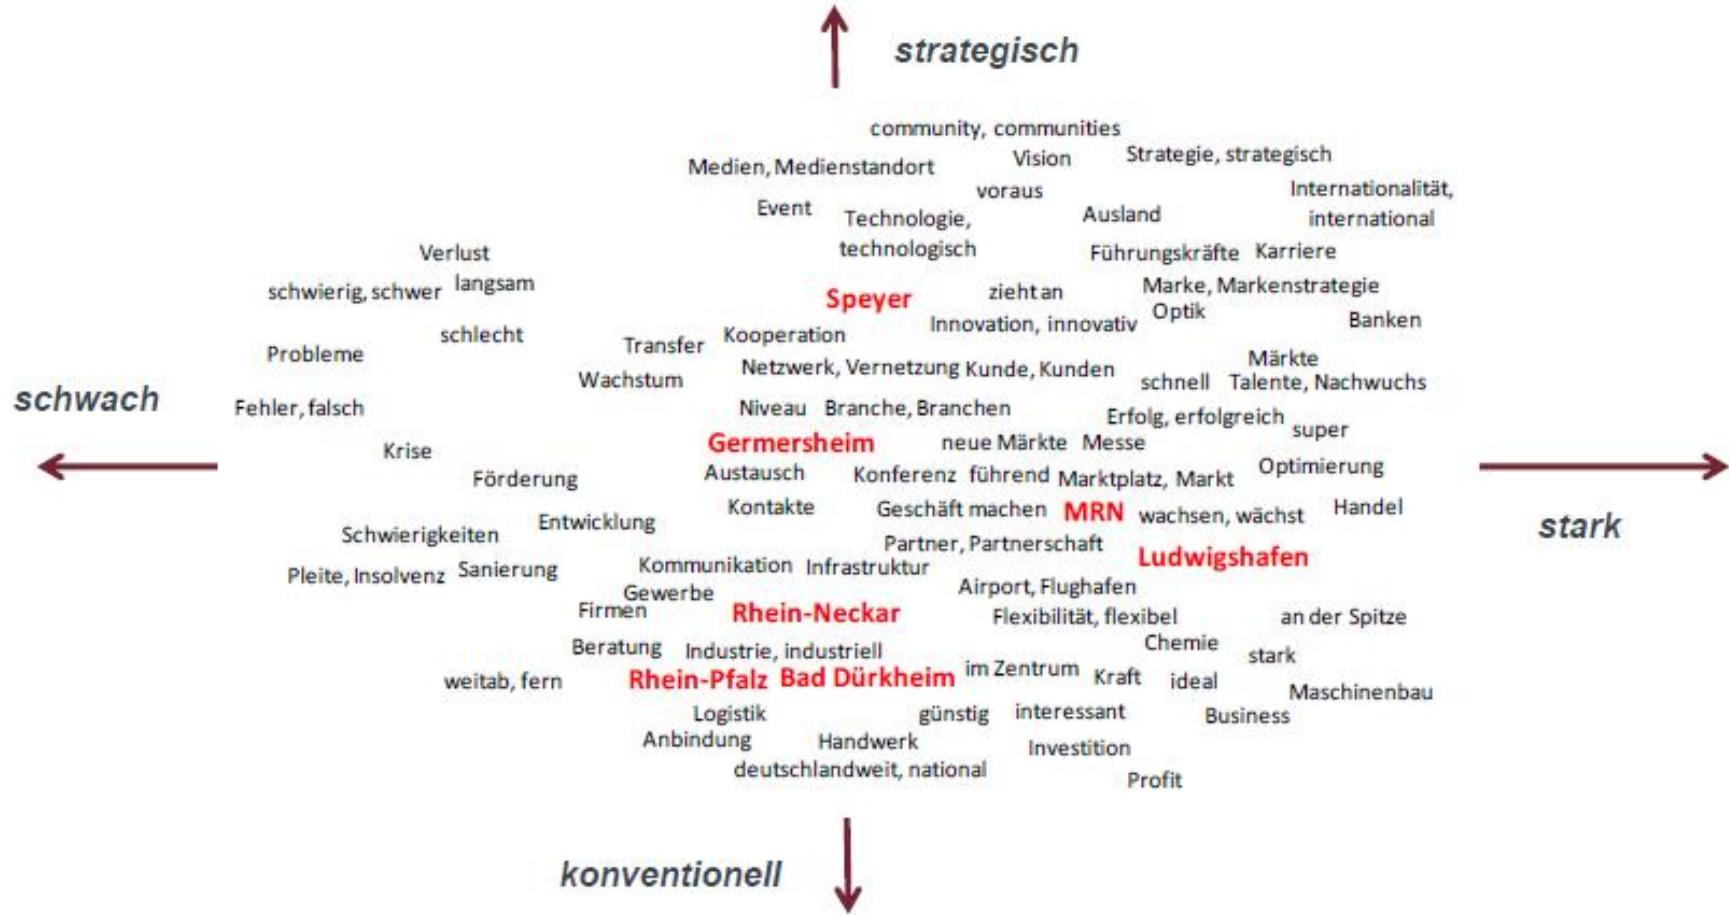 strategisch
community, communities
Medien, Medienstandort
Vision
Strategie, strategisch
voraus
Internationalität,
international
Event
Technologie,
technologisch
Ausland
Verlust
Führungskräfte
Karriere
schwierig, schwer
langsam
Speyer
zieht an
Marke, Markenstrategie
Optik
Innovation, innovativ
Banken
schlecht
Kooperation
Transfer
Probleme
Märkte
Netzwerk, Vernetzung
Kunde, Kunden
Wachstum
schnell
Talente, Nachwuchs
schwach
Fehler, falsch
Niveau
Branche, Branchen
Erfolg, erfolgreich
super
Germersheim
neue Märkte
Messe
Krise
Optimierung
Förderung
Austausch
Konferenz
führend
Marktplatz, Markt
Kontakte
Geschäft machen
MRN
wachsen, wächst
Handel
stark
Entwicklung
Schwierigkeiten
Partner, Partnerschaft
Ludwigshafen
Pleite, Insolvenz
Sanierung
Kommunikation
Infrastruktur
Airport, Flughafen
Gewerbe
Firmen
Rhein-Neckar
Flexibilität, flexibel
an der Spitze
Beratung
Industrie, industriell
Chemie
stark
im Zentrum
weitab, fern
Rhein-Pfalz
Bad Dürkheim
Kraft
ideal
Maschinenbau
Logistik
günstig
interessant
Business
Anbindung
Handwerk
Investition
deutschlandweit, national
Profit
konventionell